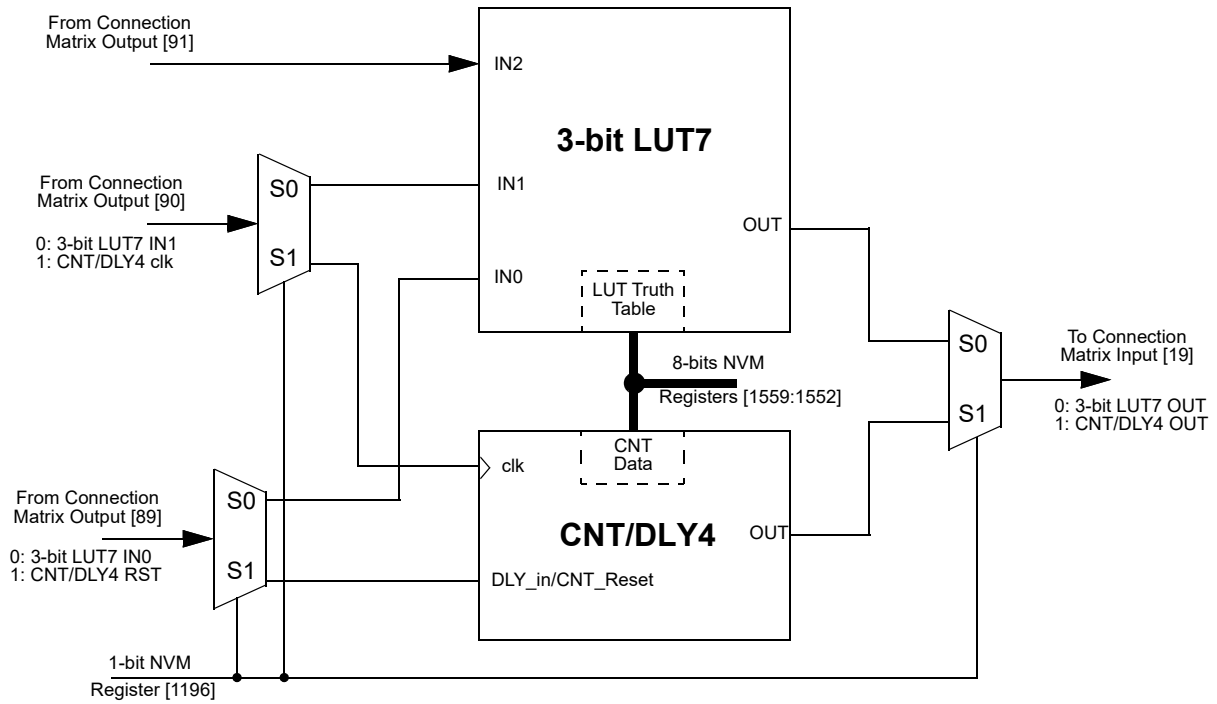 From Connection
Matrix Output [91]
IN2
3-bit LUT7
From Connection
Matrix Output [90]
0: 3-bit LUT7 IN1
1: CNT/DLY4 clk
S0
S1
IN1
IN0
OUT
LUT Truth
Table
8-bits NVM
Registers [1559:1552]
S0
S1
To Connection
Matrix Input [19]
0: 3-bit LUT7 OUT
1: CNT/DLY4 OUT
CNT
Data
clk
CNT/DLY4
OUT
DLY_in/CNT_Reset
From Connection
Matrix Output [89]
0: 3-bit LUT7 IN0
1: CNT/DLY4 RST
S0
S1
1-bit NVM
Register [1196]